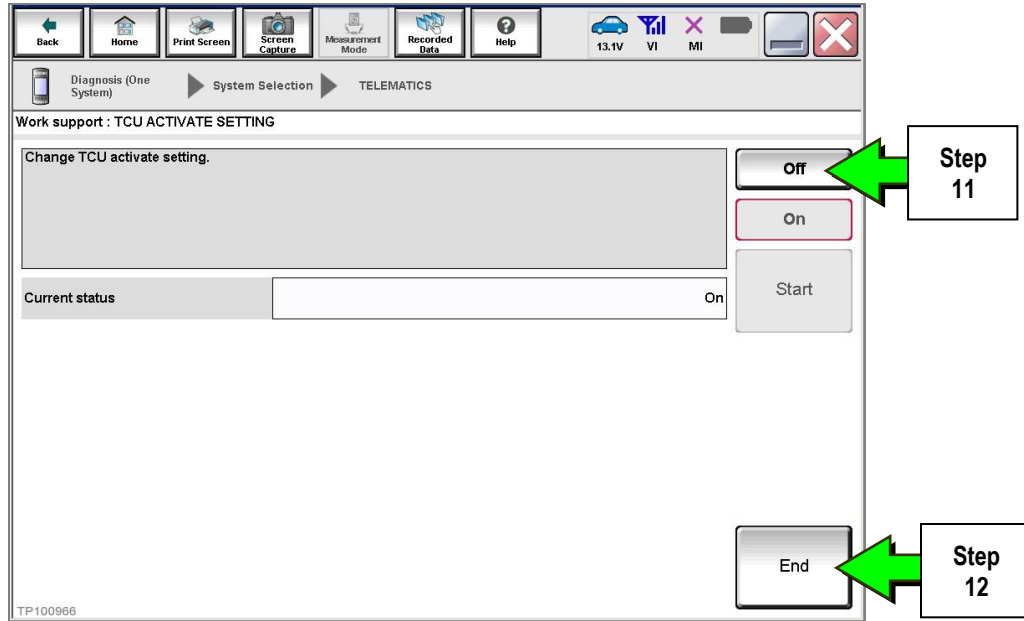 Back
Home
Print Screen
Screen
Capture
Measurement
Mode
Recorded
Data
?
Help
13.1V
VI
MI
Diagnosis (One
System)
System Selection
TELEMATICS
Work support : TCU ACTIVATE SETTING
Change TCU activate setting.
Off
Step
11
On
Current status
On
Start
End
Step
12
TP100966